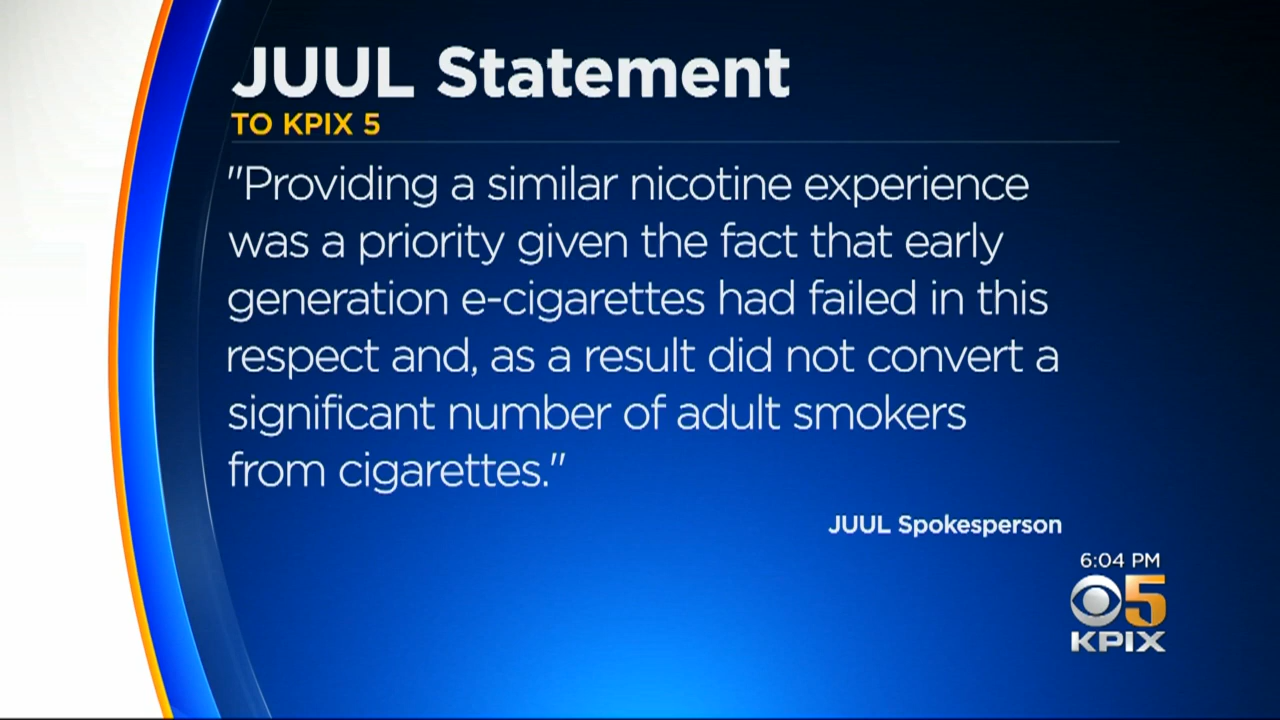 JUUL Statement
TO KPIX 5
"Providing a similar nicotine experience
was a priority given the fact that early
generation e-cigarettes had failed in this
respect and, as a result did not convert a
significant number of adult smokers
from cigarettes."
JUUL Spokesperson
6:04 PM
5
KPIX